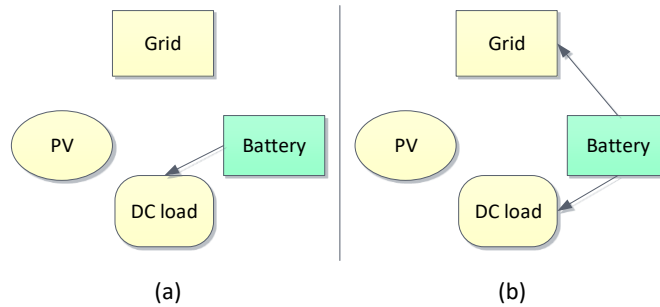 Grid
PV
Battery
DC load
(a)
Grid
PV
Battery
DC load
(b)